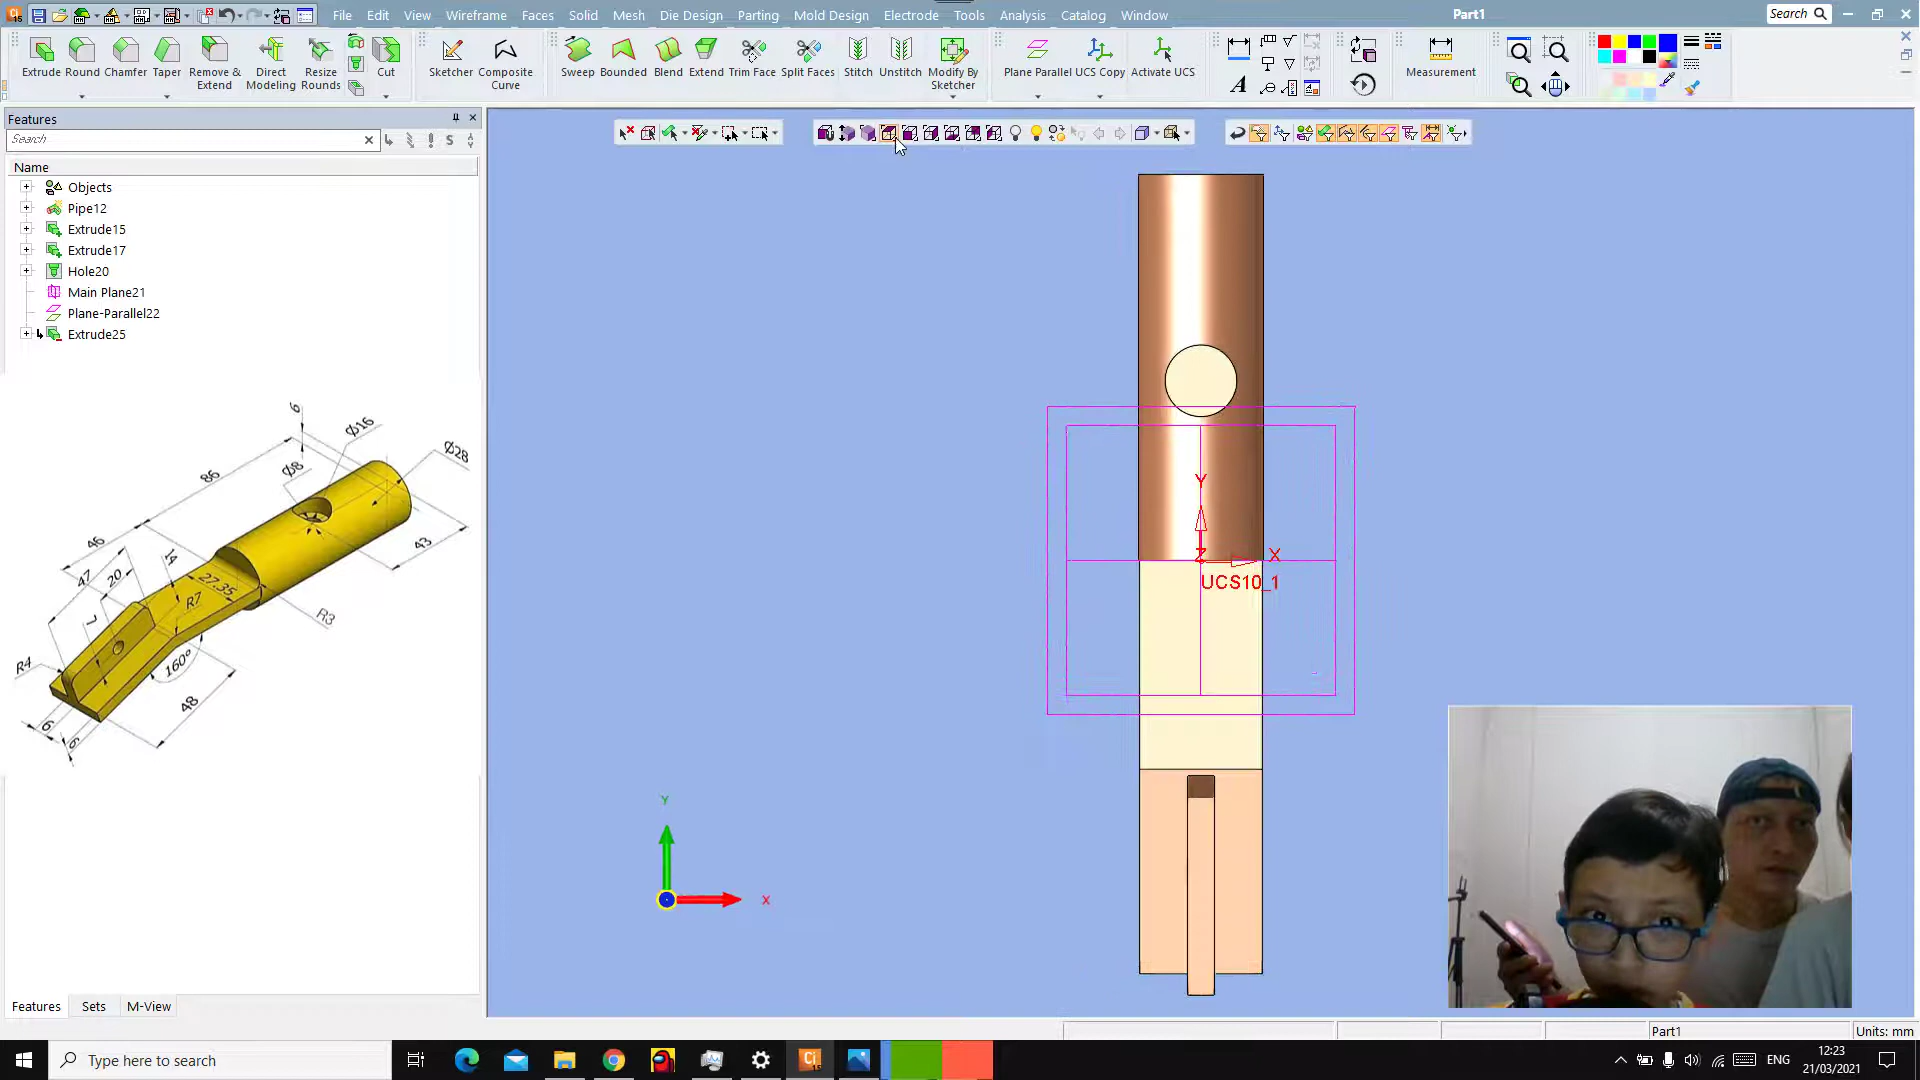 File Edit View Wireframe Faces Solid Mesh Die Design Parting Mold Design Electrode Tools Analysis Catalog Window Part1 Search
Extrude Round Chamfer Taper Remove & Extend Direct Modeling Resize Rounds Cut Sketcher Composite Curve Sweep Bounded Blend Extend Trim Face Split Faces Stitch Unstitch Modify By Sketcher Plane Parallel UCS Copy Activate UCS Measurement
Features
Search
Name
Objects
Pipe12
Extrude15
Extrude17
Hole20
Main Plane21
Plane-Parallel22
Extrude25
6
Φ16
Φ28
Φ8
86
46
14
43
47
20
27.35
R7
R3
7
R4
160°
48
6
6
Y
Z
X
UCS10_1
Y
X
Features Sets M-View
Part1 Units: mm
Type here to search
ENG
12:23
21/03/2021